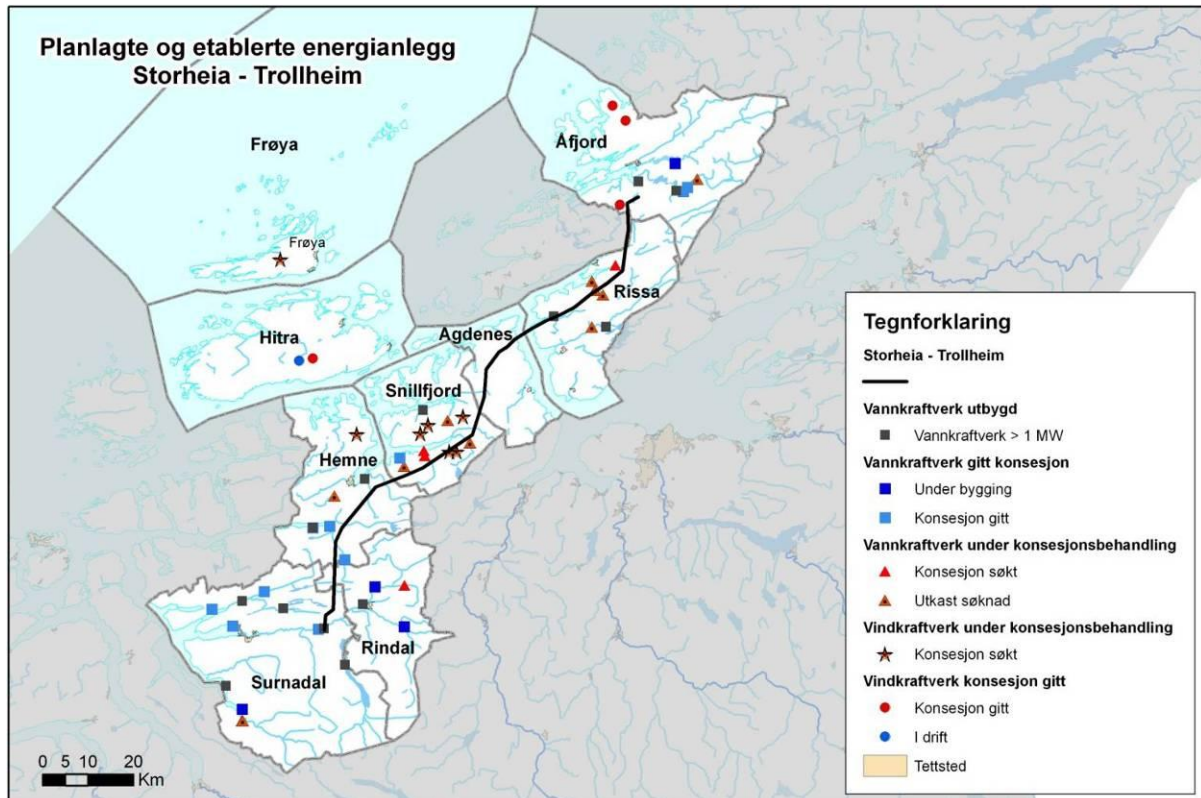 Planlagte og etablerte energianlegg
Storheia - Trollheim
Frøya
Åfjord
Frøya
Rissa
Hitra
Agdenes
Snillfjord
Hemne
Rindal
Surnadal
0 5 10 20
Km
Tegnforklaring
Storheia - Trollheim
Vannkraftverk utbygd
Vannkraftverk > 1 MW
Vannkraftverk gitt konsesjon
Under bygging
Konsesjon gitt
Vannkraftverk under konsesjonsbehandling
Konsesjon søkt
Utkast søknad
Vindkraftverk under konsesjonsbehandling
Konsesjon søkt
Vindkraftverk konsesjon gitt
Konsesjon gitt
I drift
Tettsted